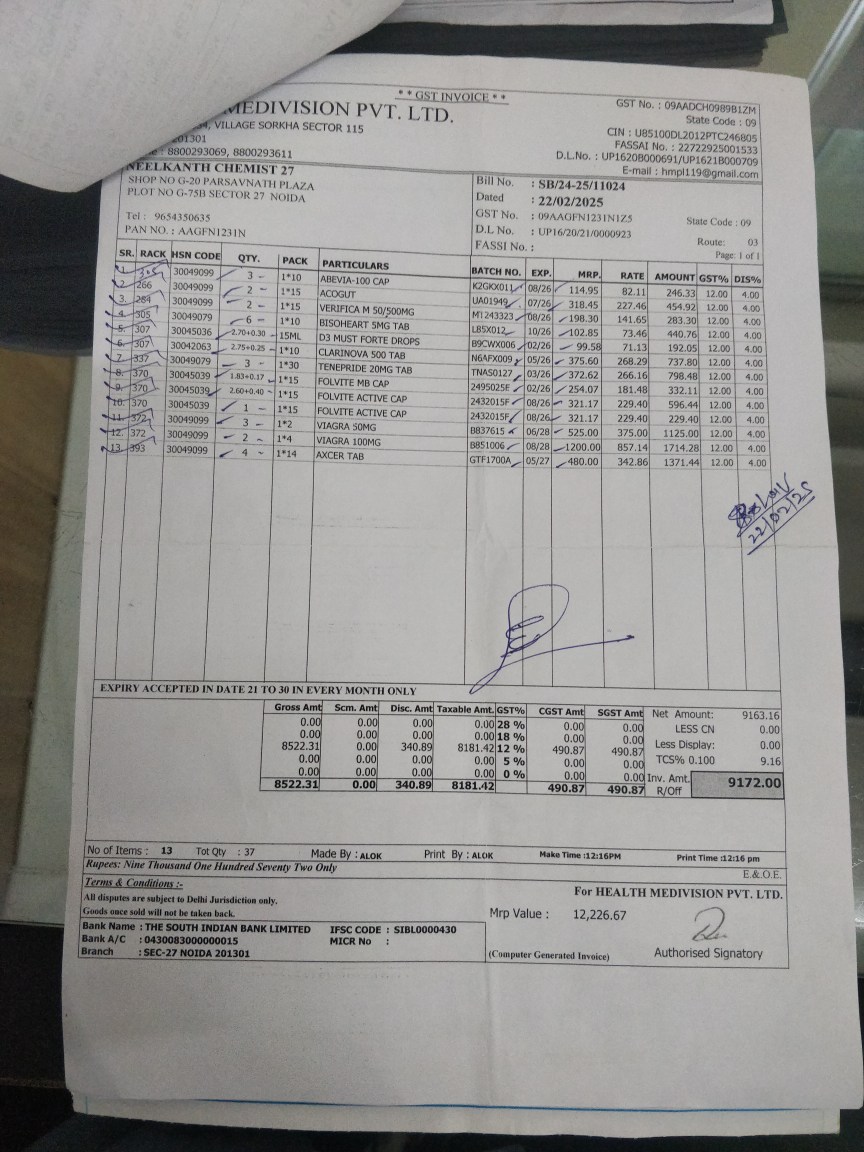 * * GST INVOICE * *
MEDIVISION PVT. LTD.
VILLAGE SORKHA SECTOR 115
201301
8800293069, 8800293611
GST No. : 09AADCH0989B1ZM
State Code : 09
CIN : U85100DL2012PTC246805
FASSAI No. : 22722925001533
D.L.No. : UP1620B000691/UP1621B000709
E-mail : hmpl119@gmail.com
NEELKANTH CHEMIST 27
SHOP NO G-20 PARSAVNATH PLAZA
PLOT NO G-75B SECTOR 27 NOIDA
Tel : 9654350635
PAN NO. : AAGFN1231N
Bill No. : SB/24-25/11024
Dated : 22/02/2025
GST No. : 09AAGFN1231N1Z5 State Code : 09
D.L No. : UP16/20/21/0000923
FASSI No. : Route: 03
Page: 1 of 1
SR. RACK HSN CODE QTY. PACK PARTICULARS BATCH NO. EXP. MRP. RATE AMOUNT GST% DIS%
1. 305 30049099 3 1*10 ABEVIA-100 CAP K2GKX011 08/26 114.95 82.11 246.33 12.00 4.00
2. 266 30049099 2 1*15 ACOGUT UA01949 07/26 318.45 227.46 454.92 12.00 4.00
3. 284 30049099 2 1*15 VERIFICA M 50/500MG MT243323 08/26 198.30 141.65 283.30 12.00 4.00
4. 305 30049079 6 1*10 BISOHEART 5MG TAB L85X012 10/26 102.85 73.46 440.76 12.00 4.00
5. 307 30045036 2.70+0.30 15ML D3 MUST FORTE DROPS B9CWX006 02/26 99.58 71.13 192.05 12.00 4.00
6. 307 30042063 2.75+0.25 1*10 CLARINOVA 500 TAB N6AFX009 05/26 375.60 268.29 737.80 12.00 4.00
7. 337 30049079 3 1*30 TENEPRIDE 20MG TAB TNAS0127 03/26 372.62 266.16 798.48 12.00 4.00
8. 370 30045039 1.83+0.17 1*15 FOLVITE MB CAP 2495025E 02/26 254.07 181.48 332.11 12.00 4.00
9. 370 30045039 2.60+0.40 1*15 FOLVITE ACTIVE CAP 2432015F 08/26 321.17 229.40 596.44 12.00 4.00
10. 370 30045039 1 1*15 FOLVITE ACTIVE CAP 2432015F 08/26 321.17 229.40 229.40 12.00 4.00
11. 372 30049099 3 1*2 VIAGRA 50MG B837615 06/28 525.00 375.00 1125.00 12.00 4.00
12. 372 30049099 2 1*4 VIAGRA 100MG B851006 08/28 1200.00 857.14 1714.28 12.00 4.00
13. 393 30049099 4 1*14 AXCER TAB GTF1700A 05/27 480.00 342.86 1371.44 12.00 4.00
22/02/25
EXPIRY ACCEPTED IN DATE 21 TO 30 IN EVERY MONTH ONLY
Gross Amt Scm. Amt Disc. Amt Taxable Amt. GST% CGST Amt SGST Amt
0.00 0.00 0.00 0.00 28 % 0.00 0.00
0.00 0.00 0.00 0.00 18 % 0.00 0.00
8522.31 0.00 340.89 8181.42 12 % 490.87 490.87
0.00 0.00 0.00 0.00 5 % 0.00 0.00
0.00 0.00 0.00 0.00 0 % 0.00 0.00
8522.31 0.00 340.89 8181.42 490.87 490.87
Net Amount: 9163.16
LESS CN 0.00
Less Display: 0.00
TCS% 0.100 9.16
Inv. Amt. R/Off 9172.00
No of Items : 13 Tot Qty : 37 Made By : ALOK Print By : ALOK Make Time :12:16PM Print Time :12:16 pm
Rupees: Nine Thousand One Hundred Seventy Two Only E.& O.E.
Terms & Conditions :-
All disputes are subject to Delhi Jurisdiction only.
Goods once sold will not be taken back.
Bank Name : THE SOUTH INDIAN BANK LIMITED IFSC CODE : SIBL0000430
Bank A/C : 0430083000000015 MICR No :
Branch : SEC-27 NOIDA 201301
For HEALTH MEDIVISION PVT. LTD.
Mrp Value : 12,226.67
(Computer Generated Invoice) Authorised Signatory